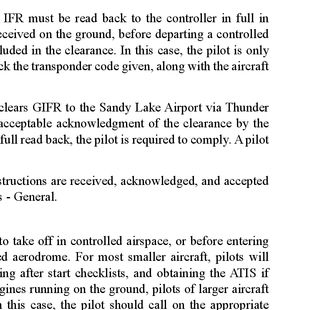 IFR must be read back to the controller in full in
eceived on the ground, before departing a controlled
luded in the clearance. In this case, the pilot is only
ck the transponder code given, along with the aircraft
clears GIFR to the Sandy Lake Airport via Thunder
acceptable acknowledgment of the clearance by the
full read back, the pilot is required to comply. A pilot
structions are received, acknowledged, and accepted
s - General.
to take off in controlled airspace, or before entering
ed aerodrome. For most smaller aircraft, pilots will
ing after start checklists, and obtaining the ATIS if
gines running on the ground, pilots of larger aircraft
n this case, the pilot should call on the appropriate